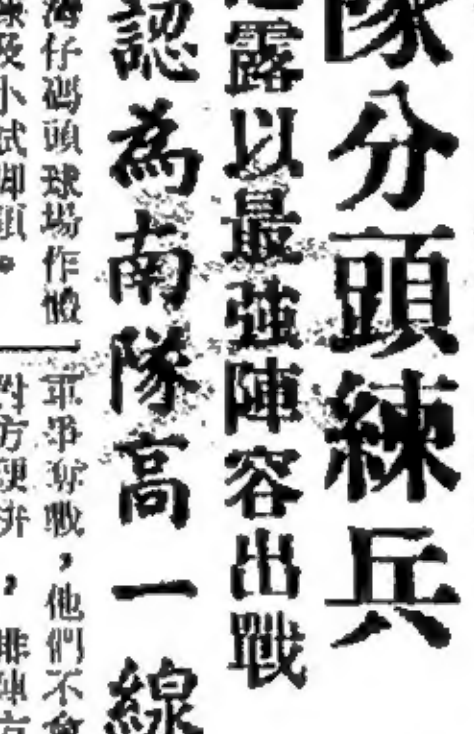 隊分頭練兵
露以最強陣容出戰
認為南隊高一線
灣仔碼頭球場作
軍爭奪戰，他們不會
小試脚頭。
對方硬拚，排陣